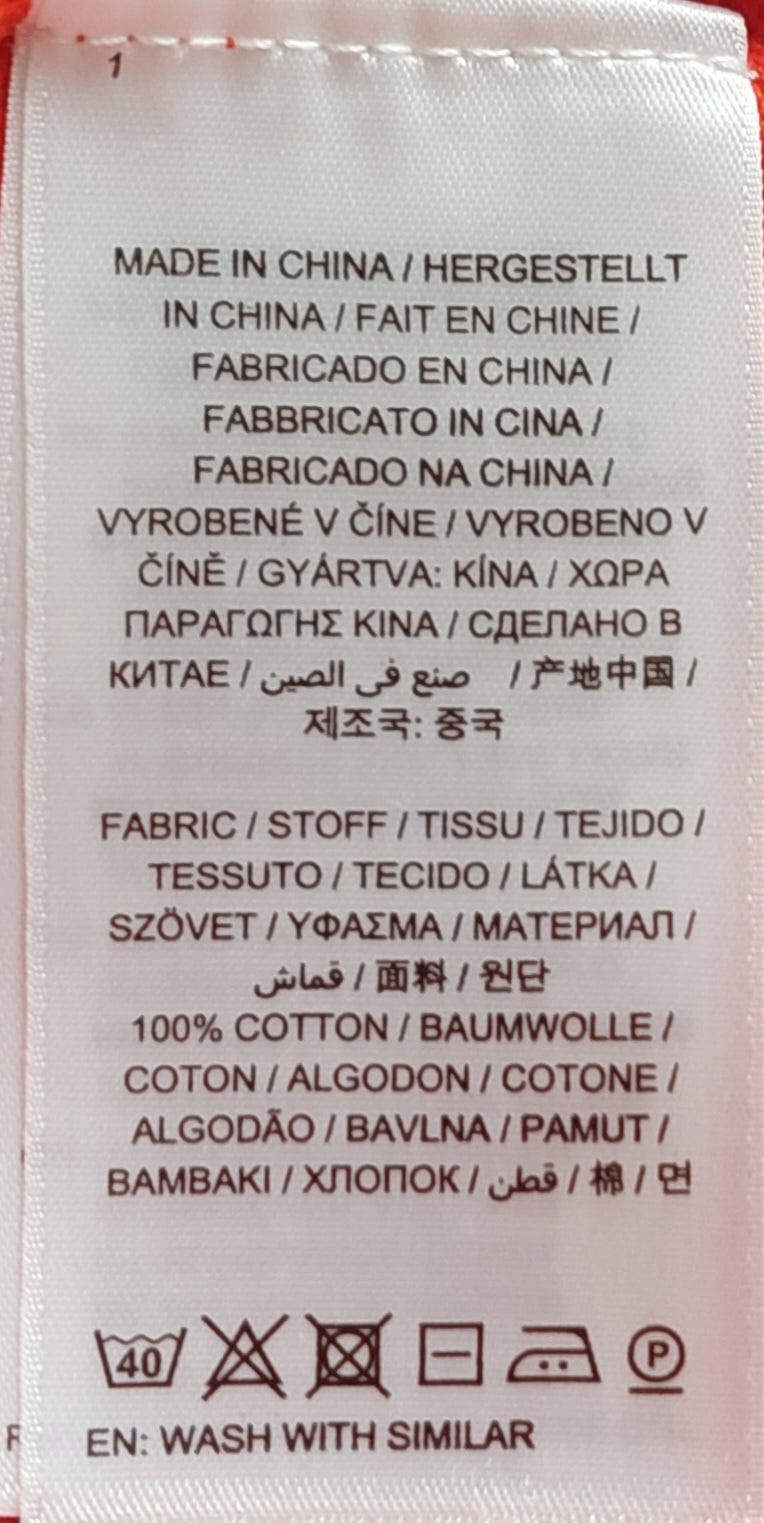 1
MADE IN CHINA / HERGESTELLT
IN CHINA / FAIT EN CHINE /
FABRICADO EN CHINA /
FABBRICATO IN CINA /
FABRICADO NA CHINA /
VYROBENÉ V ČÍNE / VYROBENO V
ČÍNĚ / GYÁRTVA: KÍNA / ΧΩΡΑ
ΠΑΡΑΓΩΓΗΣ ΚΙΝΑ / СДЕЛАНО В
КИТАЕ / صنع في الصين / 产地中国 /
제조국: 중국
FABRIC / STOFF / TISSU / TEJIDO /
TESSUTO / TECIDO / LÁTKA /
SZÖVET / ΥΦΑΣΜΑ / МАТЕРИАЛ /
قماش / 面料 / 원단
100% COTTON / BAUMWOLLE /
COTON / ALGODON / COTONE /
ALGODÃO / BAVLNA / PAMUT /
ΒΑΜΒΑΚΙ / ХЛОПОК / قطن / 棉 / 면
40 P
EN: WASH WITH SIMILAR